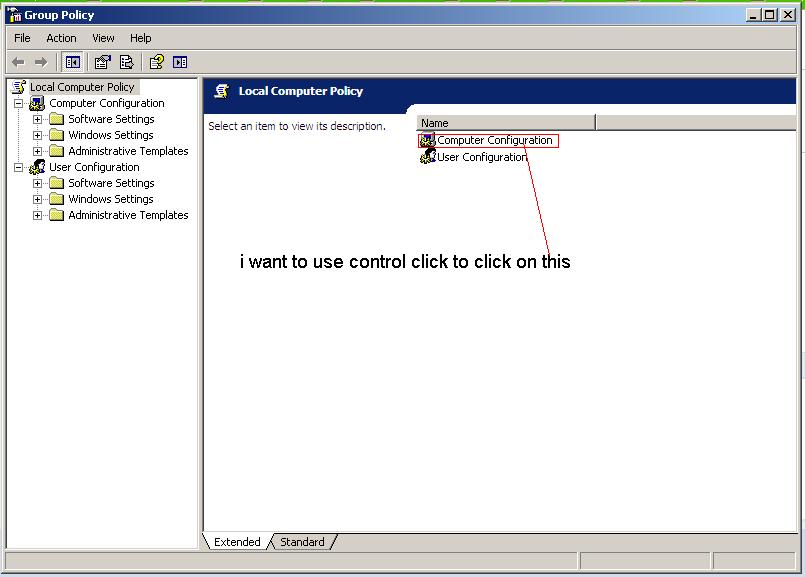 Group Policy
File Action View Help
Local Computer Policy
Computer Configuration
Software Settings
Windows Settings
Administrative Templates
User Configuration
Software Settings
Windows Settings
Administrative Templates
Local Computer Policy
Select an item to view its description.
Name
Computer Configuration
User Configuration
i want to use control click to click on this
Extended Standard